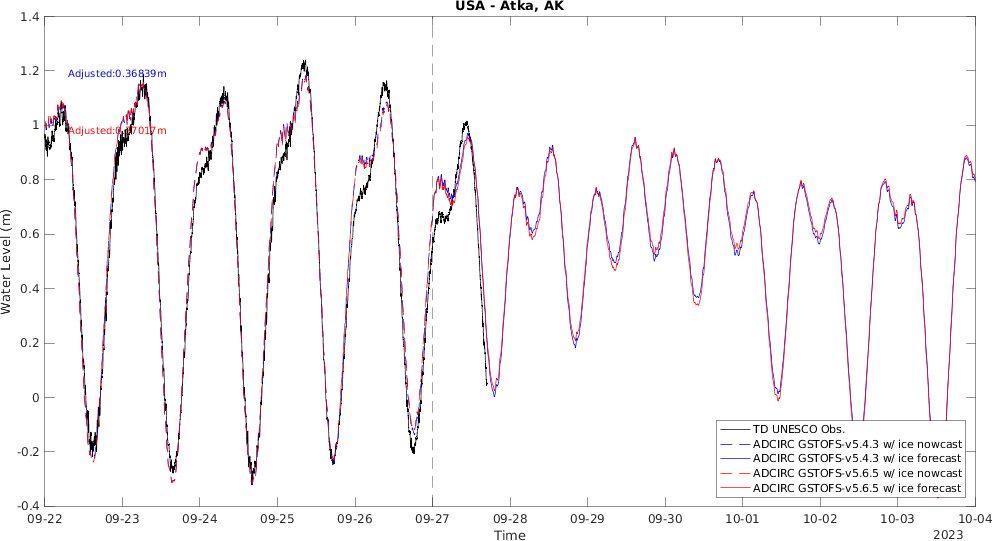 USA - Atka, AK
1.4
1.2
1
0.8
0.6
0.4
0.2
0
-0.2
-0.4
Water Level (m)
Adjusted:0.36839m
TD UNESCO Obs.
ADCIRC GSTOFS-v5.4.3 w/ ice nowcast
ADCIRC GSTOFS-v5.4.3 w/ ice forecast
ADCIRC GSTOFS-v5.6.5 w/ ice nowcast
ADCIRC GSTOFS-v5.6.5 w/ ice forecast
09-22 09-23 09-24 09-25 09-26 09-27 09-28 09-29 09-30 10-01 10-02 10-03 10-04
Time
2023